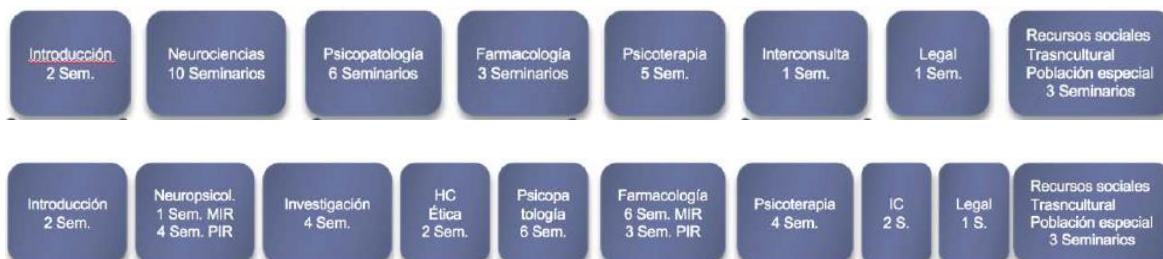 Introducción
2 Sem.
Neurociencias
10 Seminarios
Psicopatología
6 Seminarios
Farmacología
3 Seminarios
Psicoterapia
5 Sem.
Interconsulta
1 Sem.
Legal
1 Sem.
Recursos sociales
Trasncultural
Población especial
3 Seminarios
Introducción
2 Sem.
Neuropsicol.
1 Sem. MIR
4 Sem. PIR
Investigación
4 Sem.
HC
Ética
2 Sem.
Psicopa
tología
6 Sem.
Farmacología
6 Sem. MIR
3 Sem. PIR
Psicoterapia
4 Sem.
IC
2 S.
Legal
1 S.
Recursos sociales
Trasncultural
Población especial
3 Seminarios